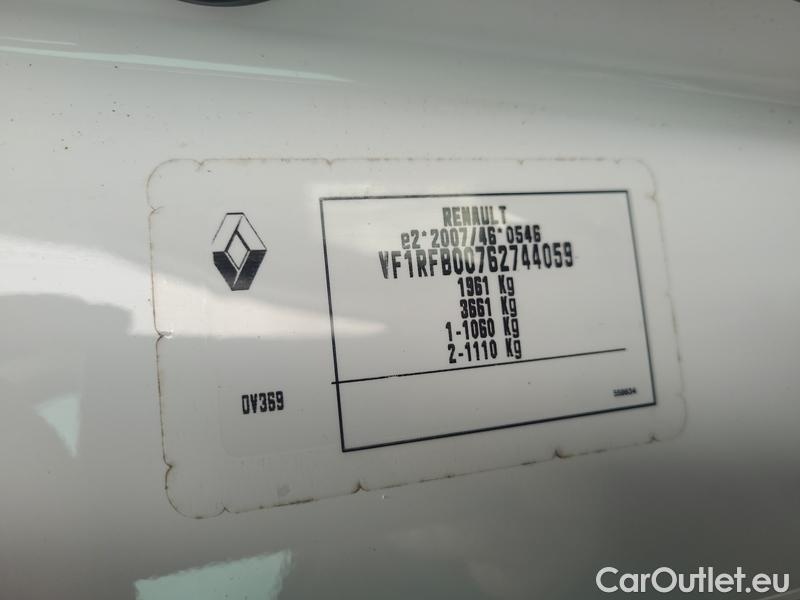 RENAULT
e2*2007/46*0546
VF1RFB00762744059
1961 Kg
3661 Kg
1-1060 Kg
2-1110 Kg
DV369
550634
CarOutlet.eu